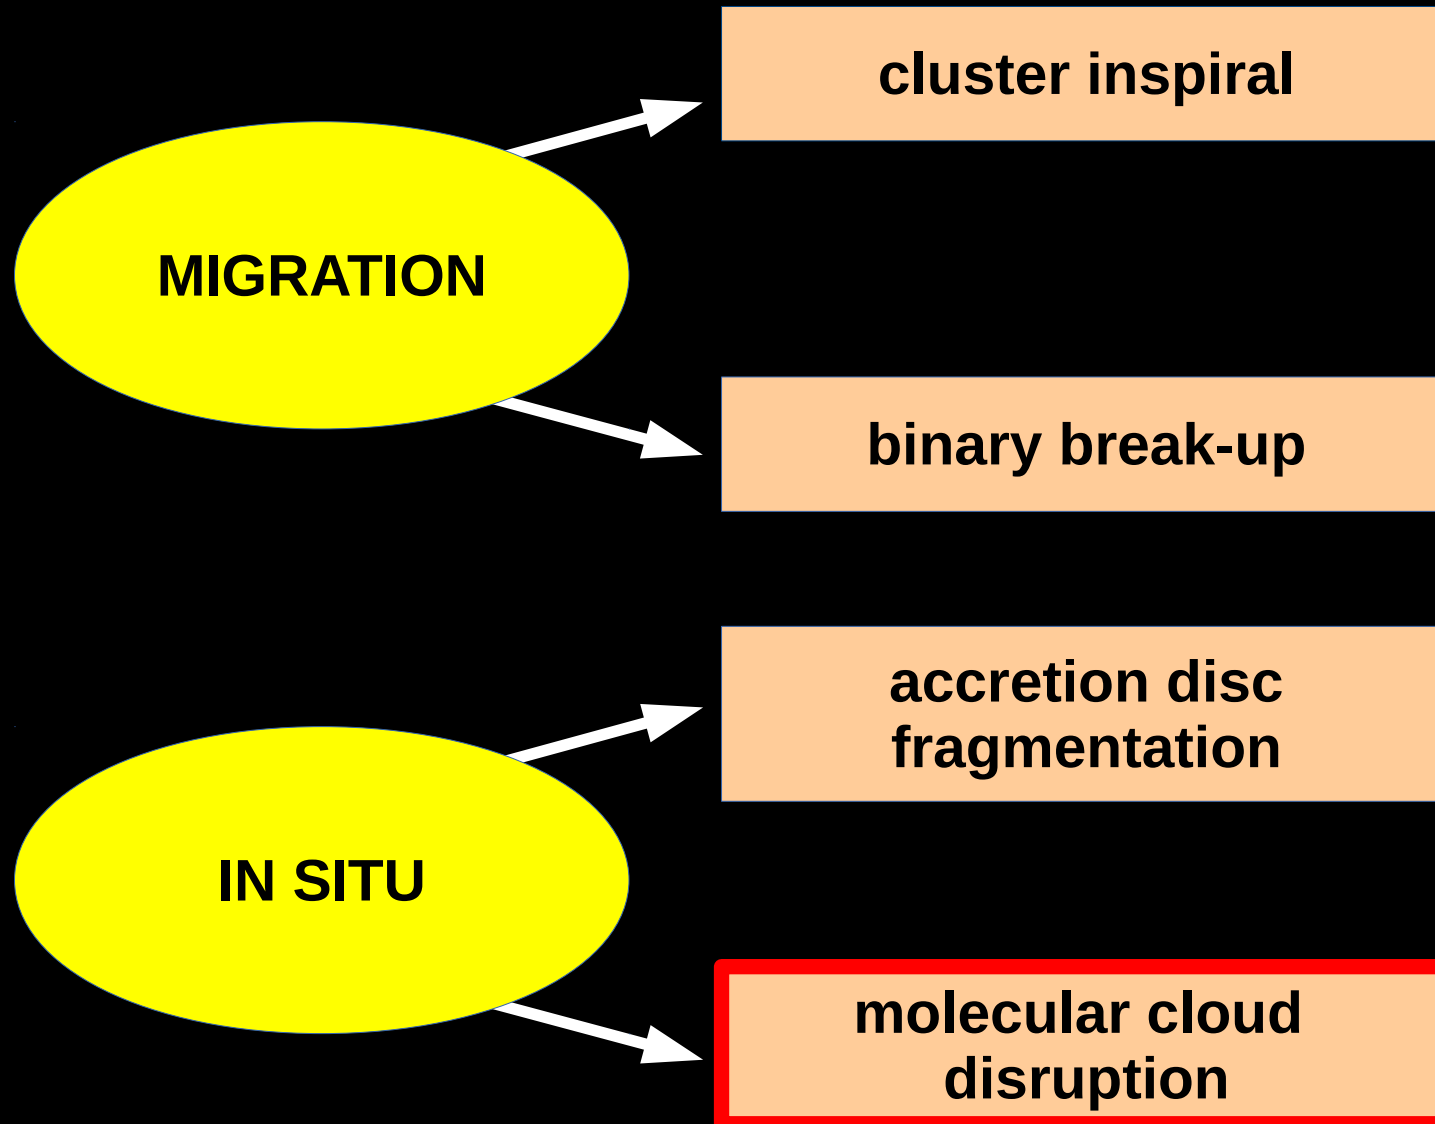 cluster inspiral
MIGRATION
binary break-up
accretion disc
fragmentation
IN SITU
molecular cloud
disruption